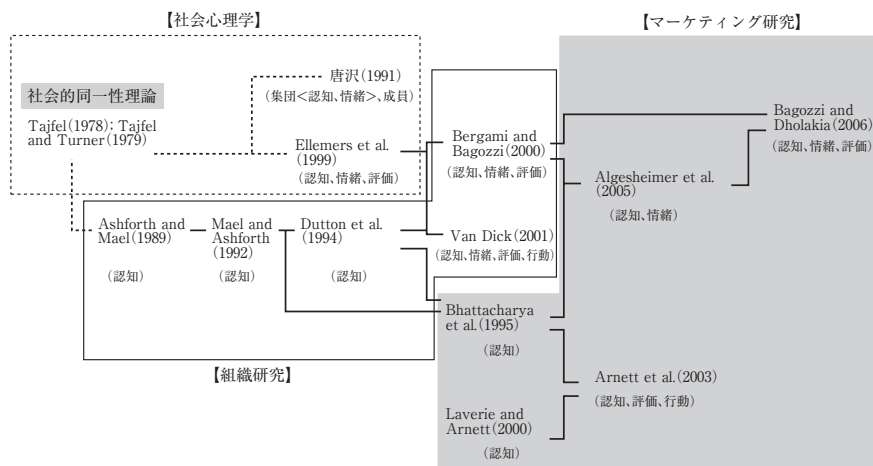 【社会心理学】
【マーケティング研究】
社会的同一性理論
Tajfel(1978); Tajfel
and Turner(1979)
唐沢(1991)
(集団<認知、情緒>、成員)
Ellemers et al.
(1999)
(認知、情緒、評価)
Bergami and
Bagozzi(2000)
(認知、情緒、評価)
Bagozzi and
Dholakia(2006)
(認知、情緒、評価)
Algesheimer et al.
(2005)
(認知、情緒)
Ashforth and
Mael(1989)
(認知)
Mael and
Ashforth
(1992)
(認知)
Dutton et al.
(1994)
(認知)
Van Dick(2001)
(認知、情緒、評価、行動)
Bhattacharya
et al.(1995)
(認知)
【組織研究】
Arnett et al.(2003)
(認知、評価、行動)
Laverie and
Arnett(2000)
(認知)